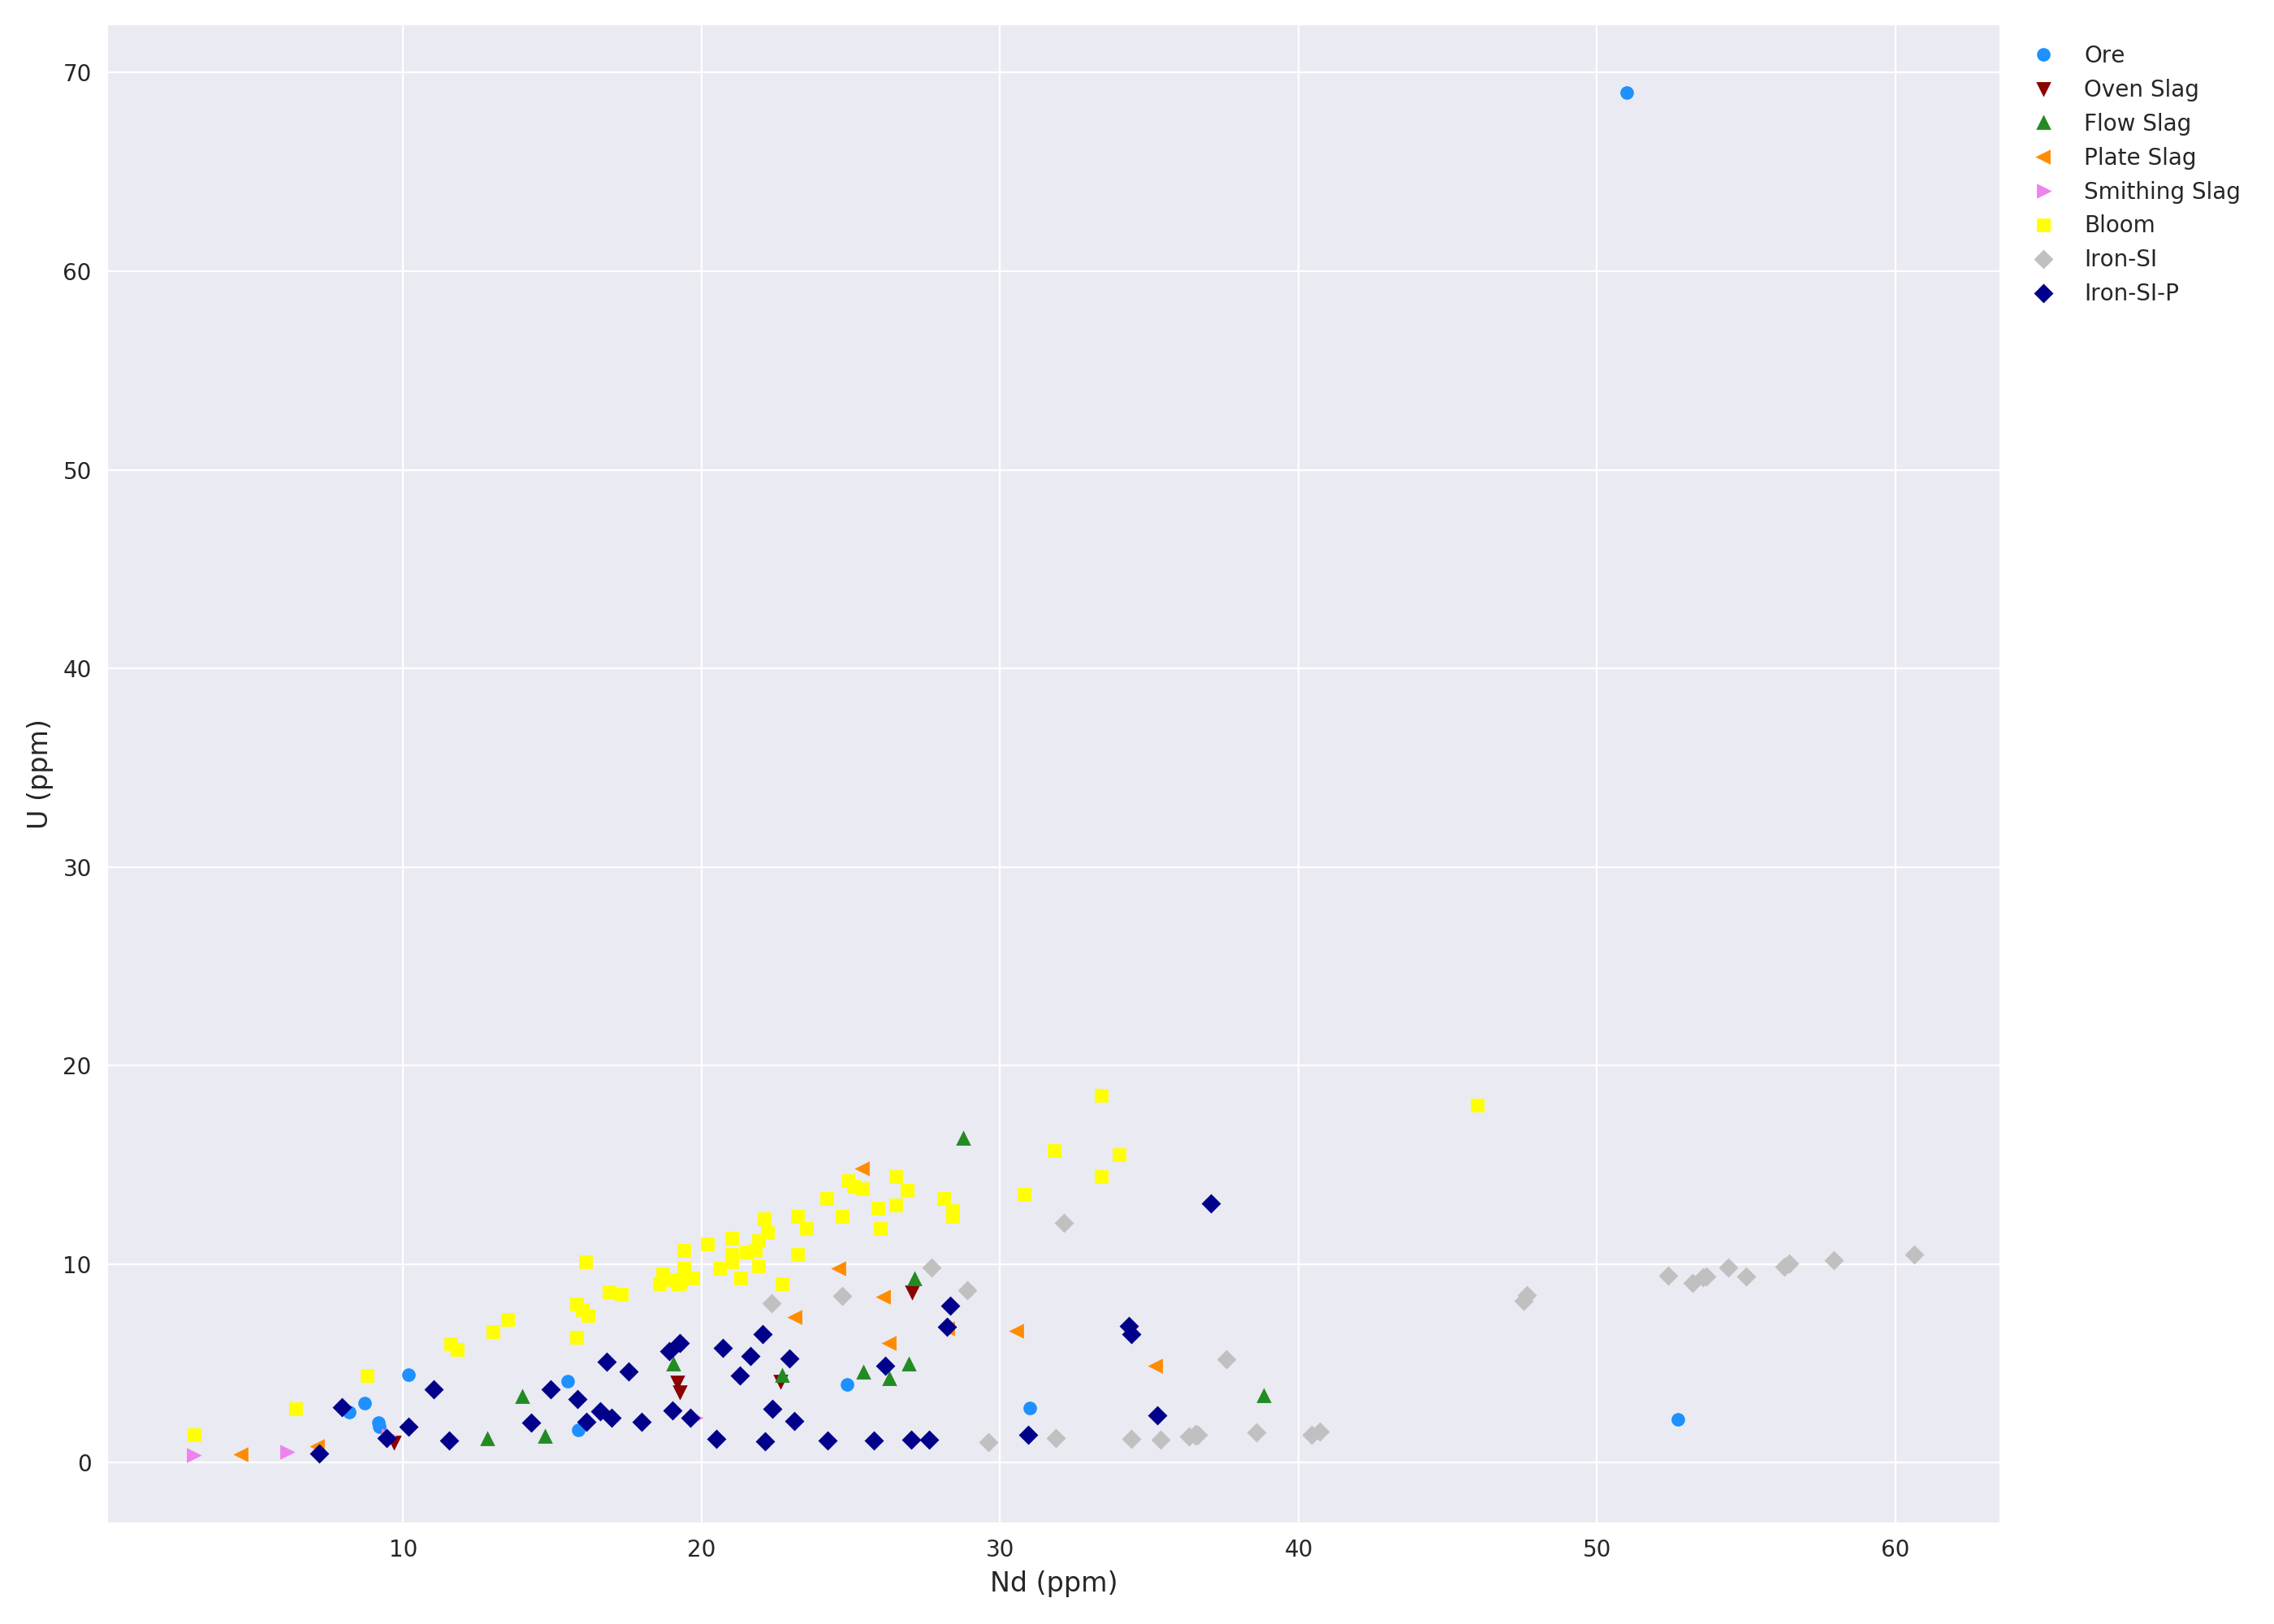 70
60
50
40
30
20
10
0
U (ppm)
10 20 30 40 50 60
Nd (ppm)
Ore
Oven Slag
Flow Slag
Plate Slag
Smithing Slag
Bloom
Iron-SI
Iron-SI-P